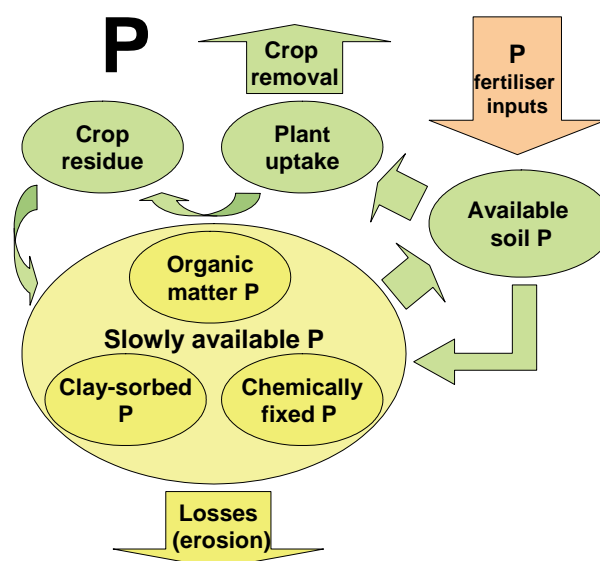 P
Crop
removal
P
fertiliser
inputs
Crop
residue
Plant
uptake
Available
soil P
Organic
matter P
Slowly available P
Clay-sorbed
P
Chemically
fixed P
Losses
(erosion)